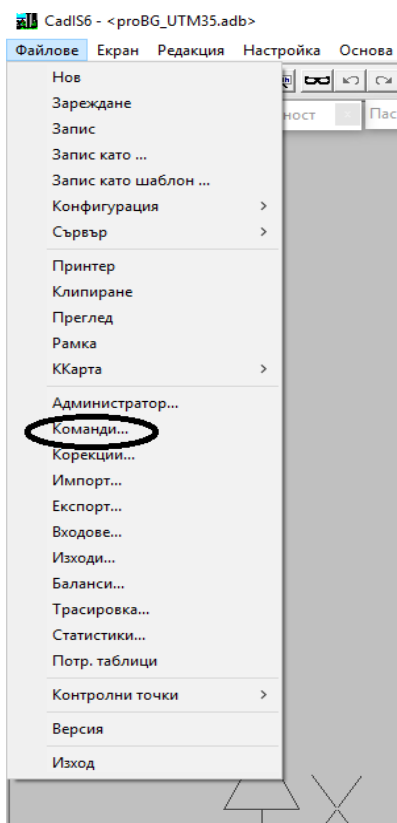 CadIS6 - <proBG_UTM35.adb>
Файлове Екран Редакция Настройка Основа
ност x Пас
Нов
Зареждане
Запис
Запис като ...
Запис като шаблон ...
Конфигурация >
Сървър >
Принтер
Клипиране
Преглед
Рамка
ККарта >
Администратор...
Команди...
Корекции...
Импорт...
Експорт...
Входове...
Изходи...
Баланси...
Трасировка...
Статистики...
Потр. таблици
Контролни точки >
Версия
Изход